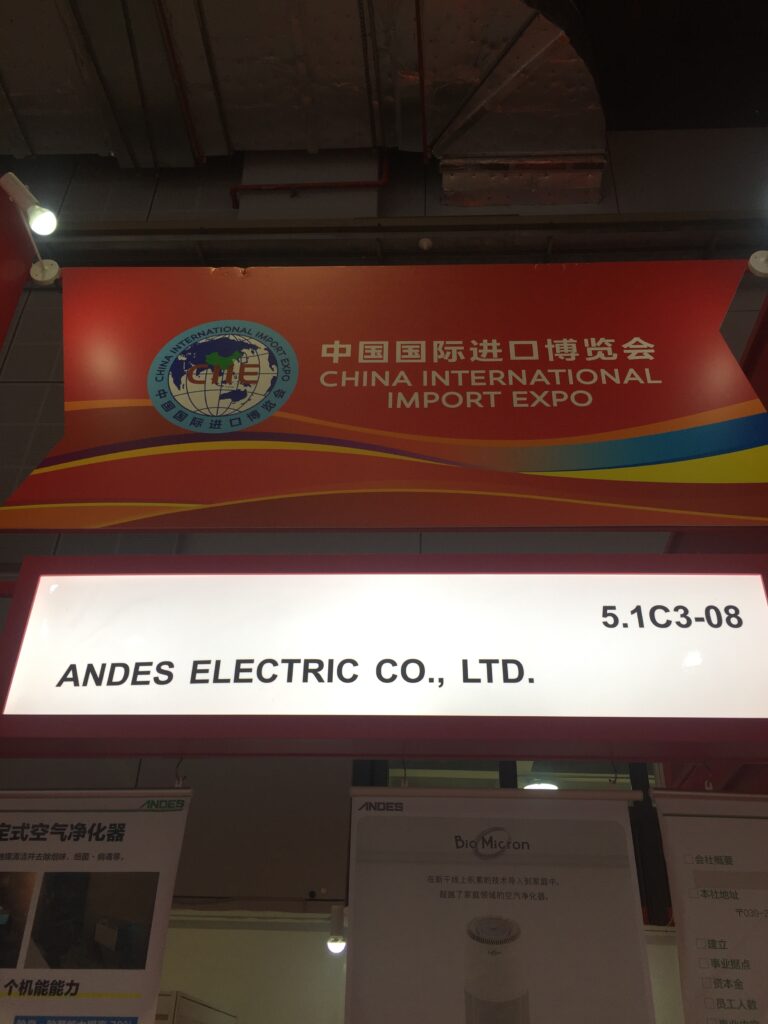 CHINA INTERNATIONAL IMPORT EXPO
CIIE
中国国际进口博览会
中国国际进口博览会
CHINA INTERNATIONAL
IMPORT EXPO
5.1C3-08
ANDES ELECTRIC CO., LTD.
ANDES
定式空气净化器
个机能能力
ANDES
Bio Micron
在新干线上积累的技术导入到家庭中。
超越了家庭领域的空气净化器。
会社概要
本社地址
〒039-2
建立
事业据点
资本金
员工人数